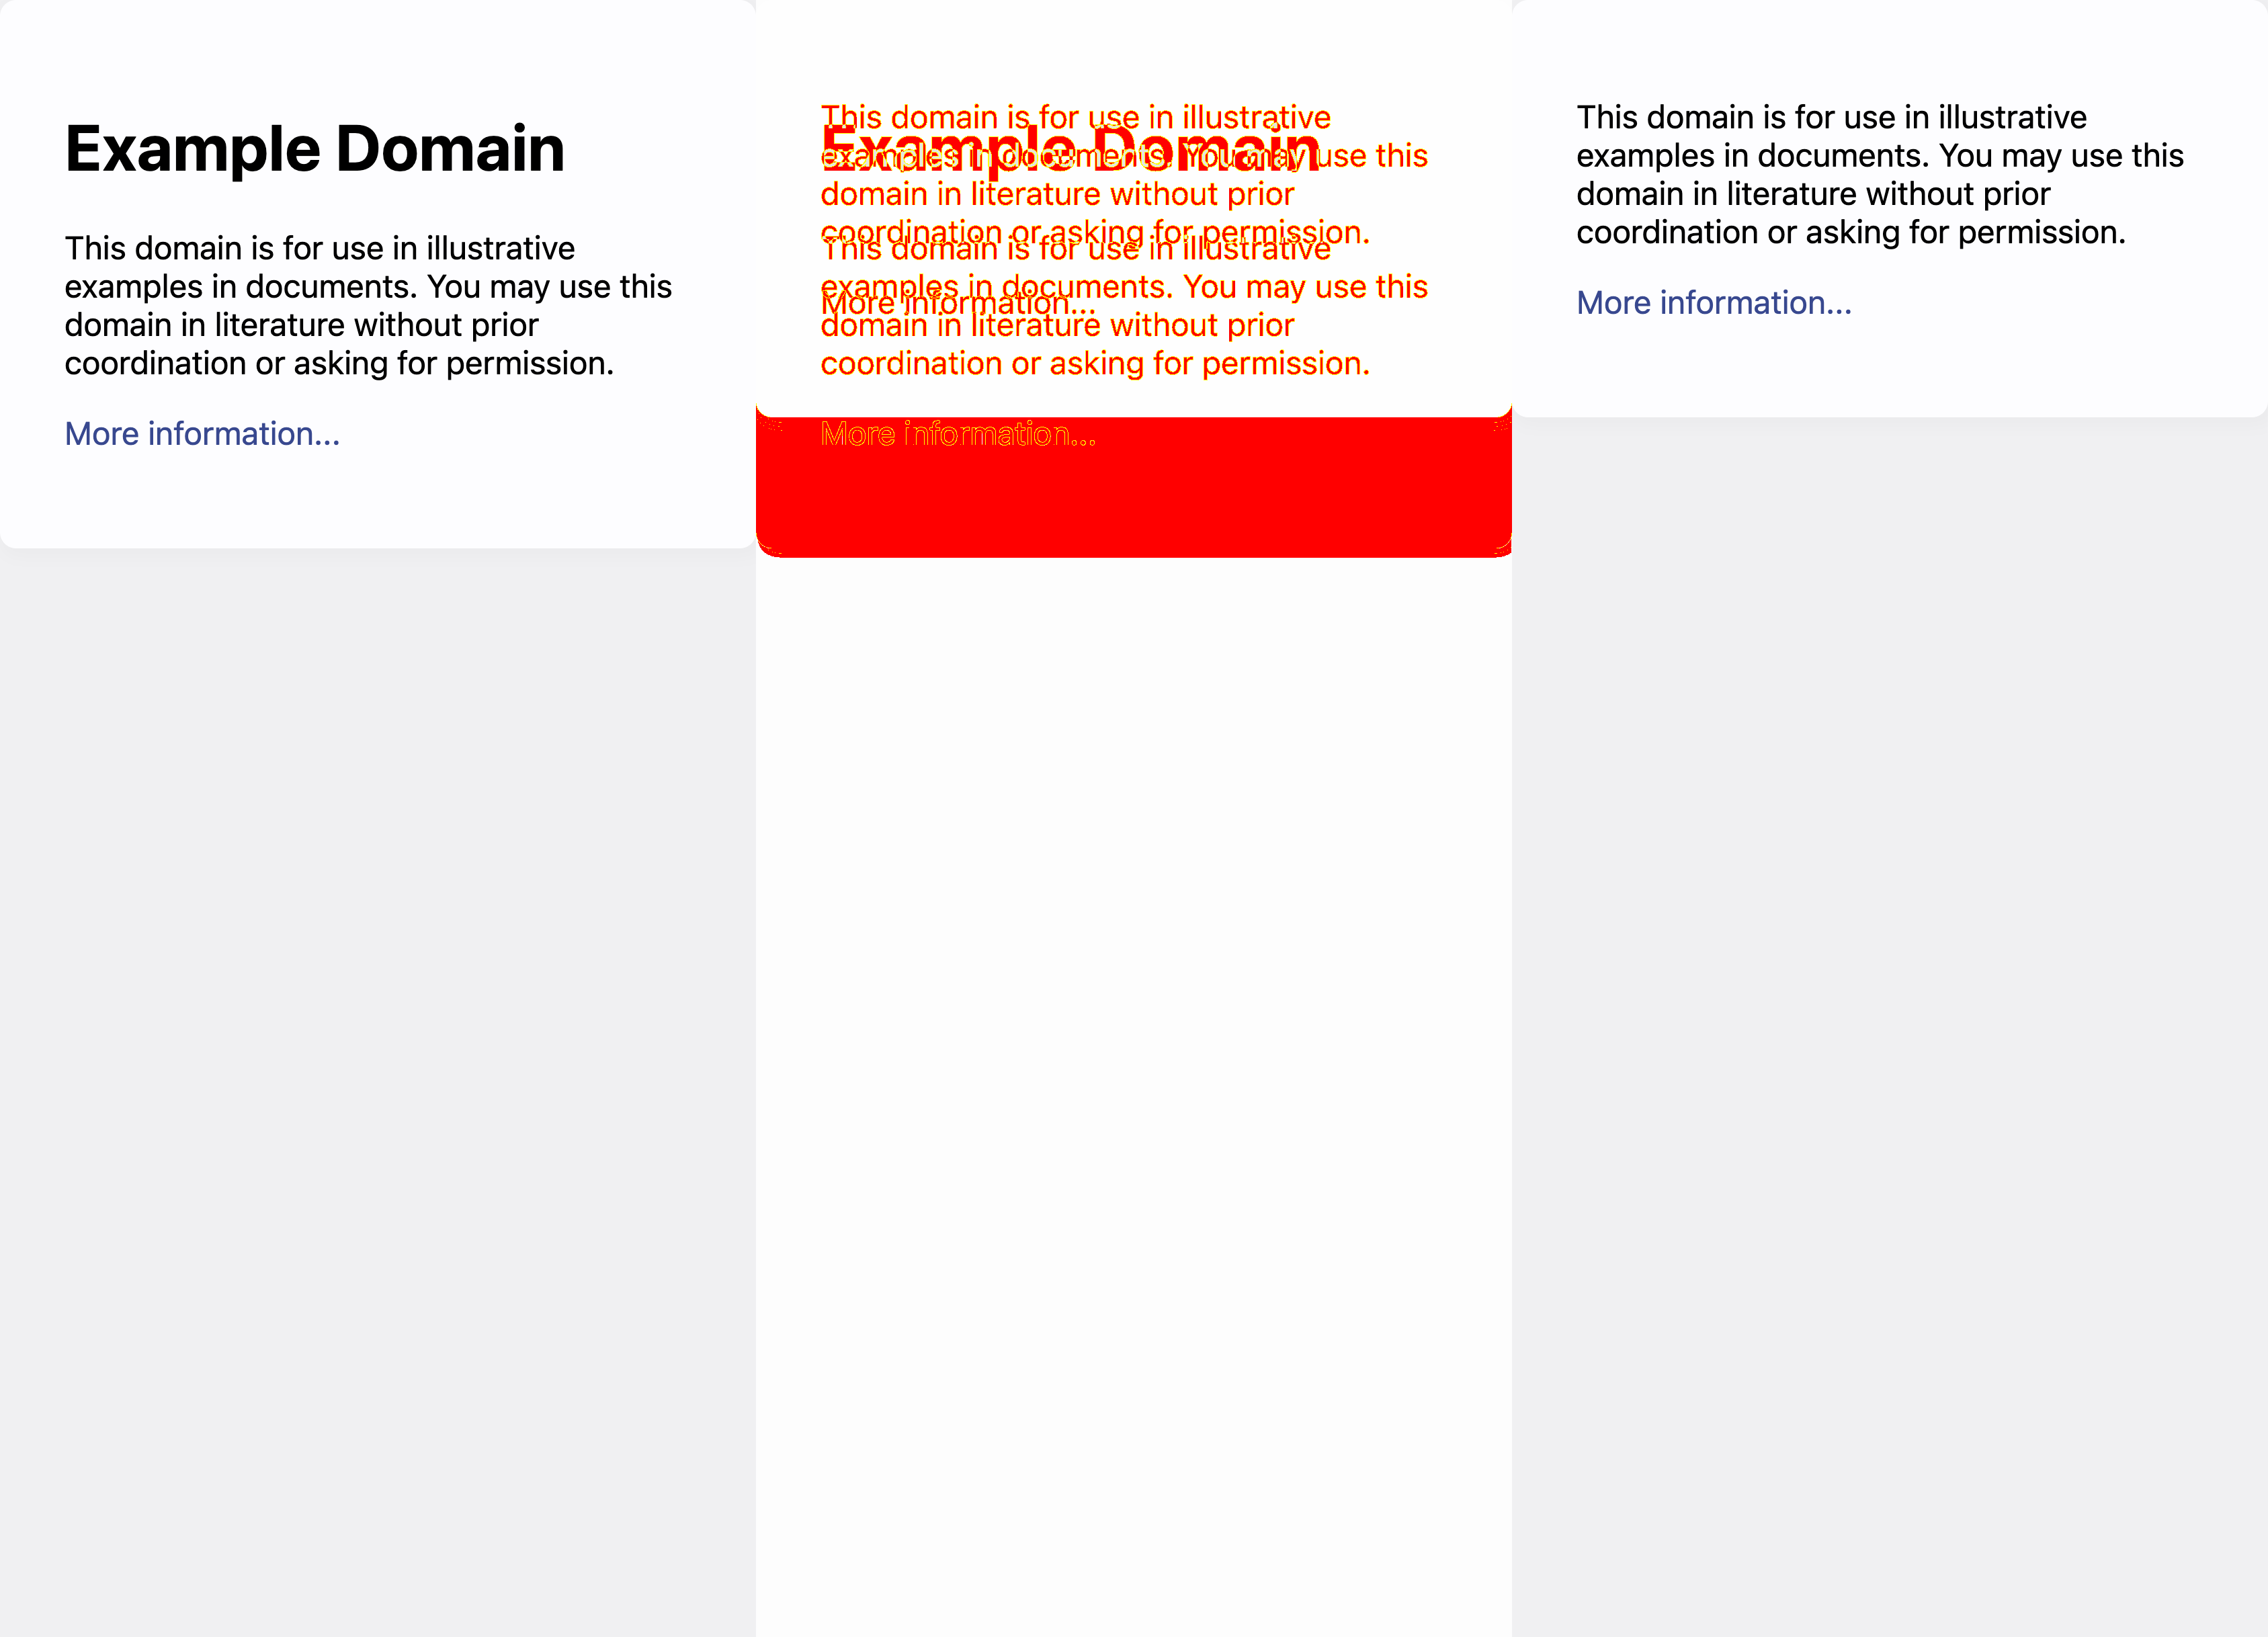 Example Domain
This domain is for use in illustrative
examples in documents. You may use this
domain in literature without prior
coordination or asking for permission.
More information...
This domain is for use in illustrative
Example Domain
examples in documents. You may use this
domain in literature without prior
coordination or asking for permission.
This domain is for use in illustrative
examples in documents. You may use this
More information...
domain in literature without prior
coordination or asking for permission.
More information...
This domain is for use in illustrative
examples in documents. You may use this
domain in literature without prior
coordination or asking for permission.
More information...